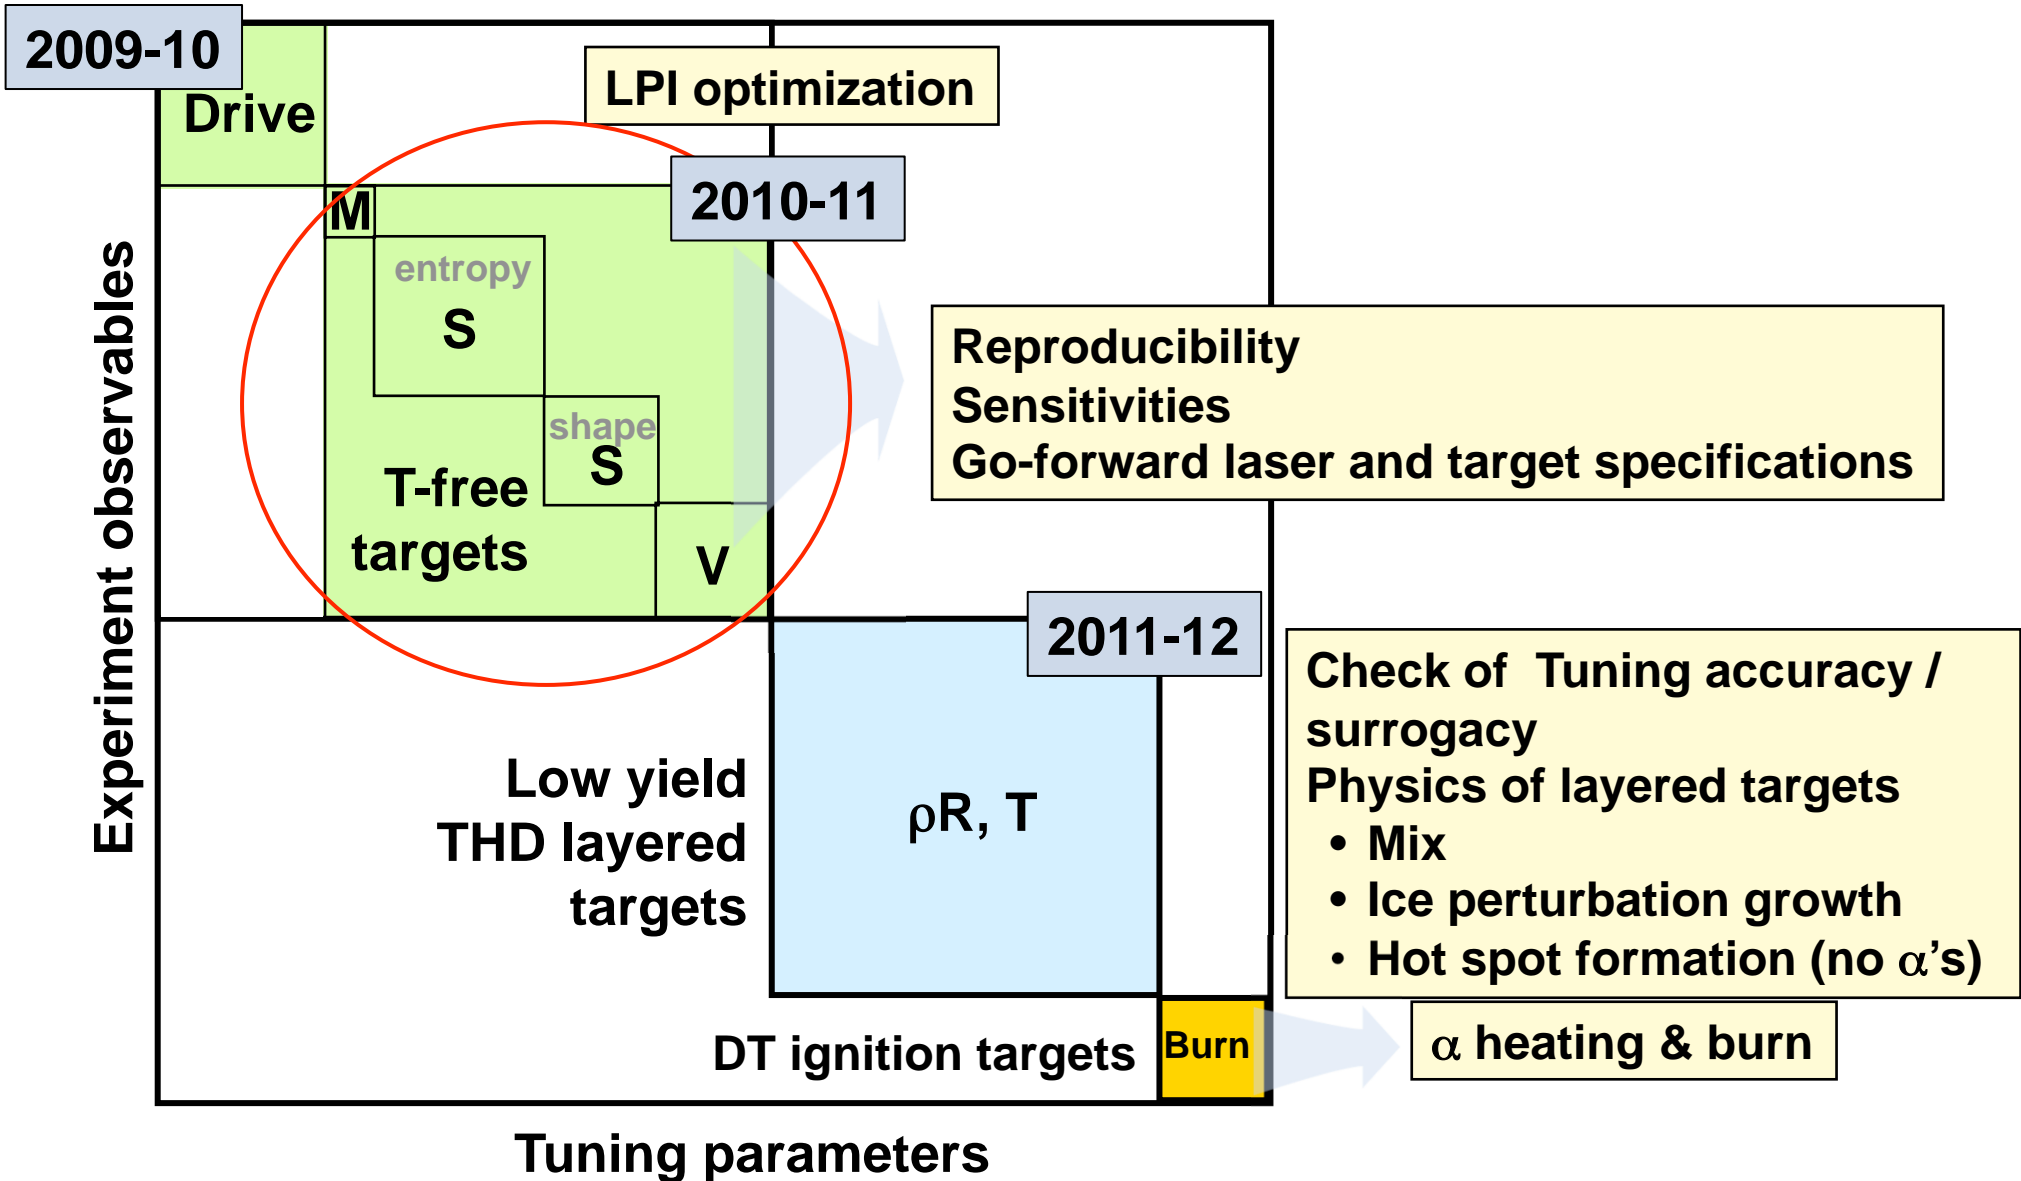 2009-10
Drive
LPI optimization
M
2010-11
entropy
S
shape
S
T-free
targets
V
Reproducibility
Sensitivities
Go-forward laser and target specifications
Experiment observables
2011-12
Low yield
THD layered
targets
ρR, T
Check of Tuning accuracy /
surrogacy
Physics of layered targets
• Mix
• Ice perturbation growth
• Hot spot formation (no α’s)
DT ignition targets
Burn
α heating & burn
Tuning parameters